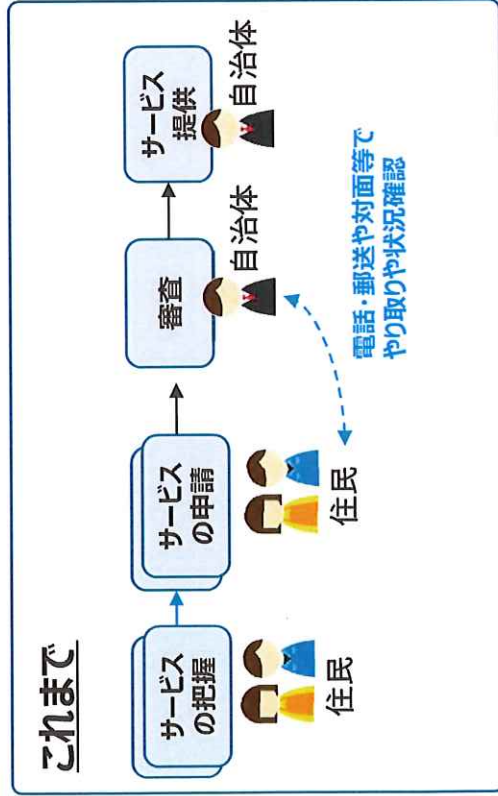 これまで
サービス
の把握
住民
サービス
の申請
住民
審査
自治体
サービス
提供
自治体
電話・郵送や対面等で
やり取りや状況確認